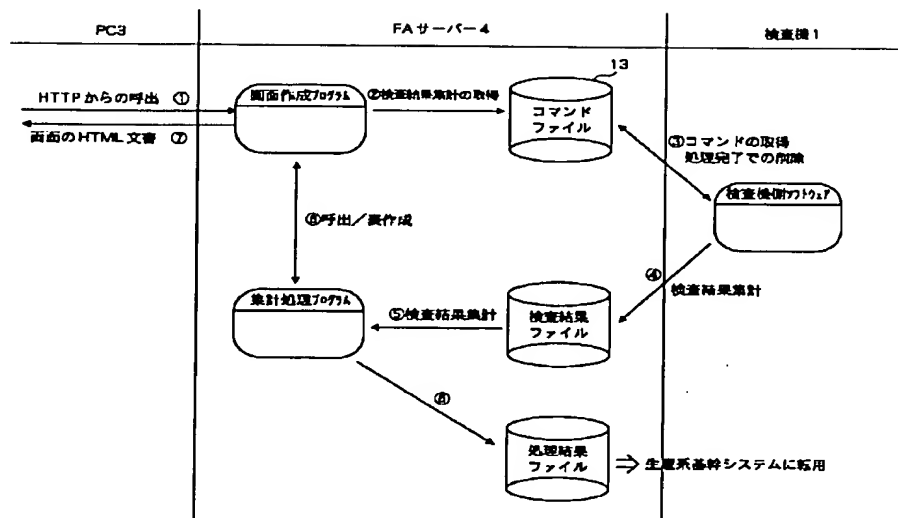 PC3
FAサーバー4
検査機1
13
HTTPからの呼出 ①
画面のHTML文書 ⑦
画面作成プログラム
②検査結果集計の取得
コマンド
ファイル
③コマンドの取得
処理完了での削除
検査機側ソフトウェア
⑥呼出/表作成
④
検査結果集計
集計処理プログラム
⑤検査結果集計
検査結果
ファイル
⑧
処理結果
ファイル
⇒生産系基幹システムに転用